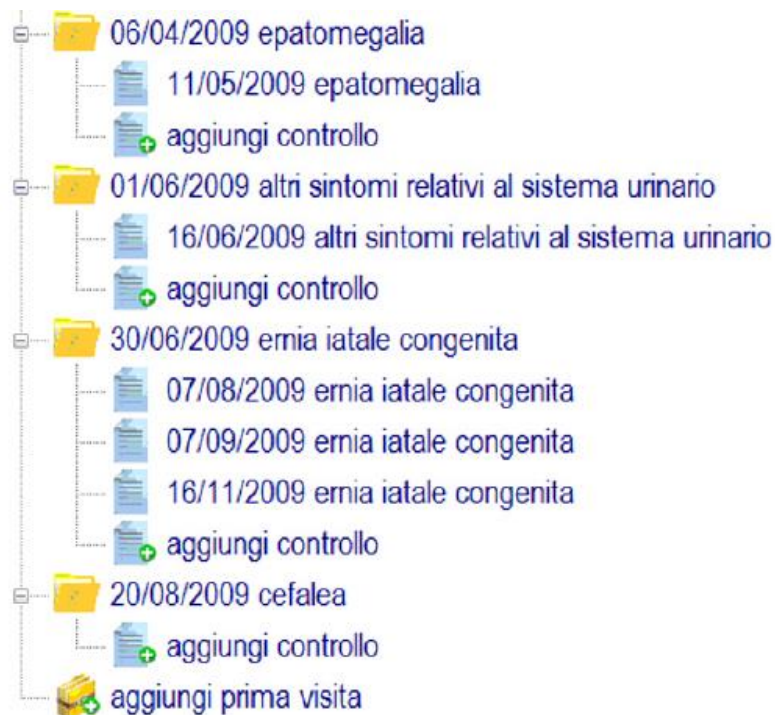 06/04/2009 epatomegalia
11/05/2009 epatomegalia
aggiungi controllo
01/06/2009 altri sintomi relativi al sistema urinario
16/06/2009 altri sintomi relativi al sistema urinario
aggiungi controllo
30/06/2009 ernia iatale congenita
07/08/2009 ernia iatale congenita
07/09/2009 ernia iatale congenita
16/11/2009 ernia iatale congenita
aggiungi controllo
20/08/2009 cefalea
aggiungi controllo
aggiungi prima visita